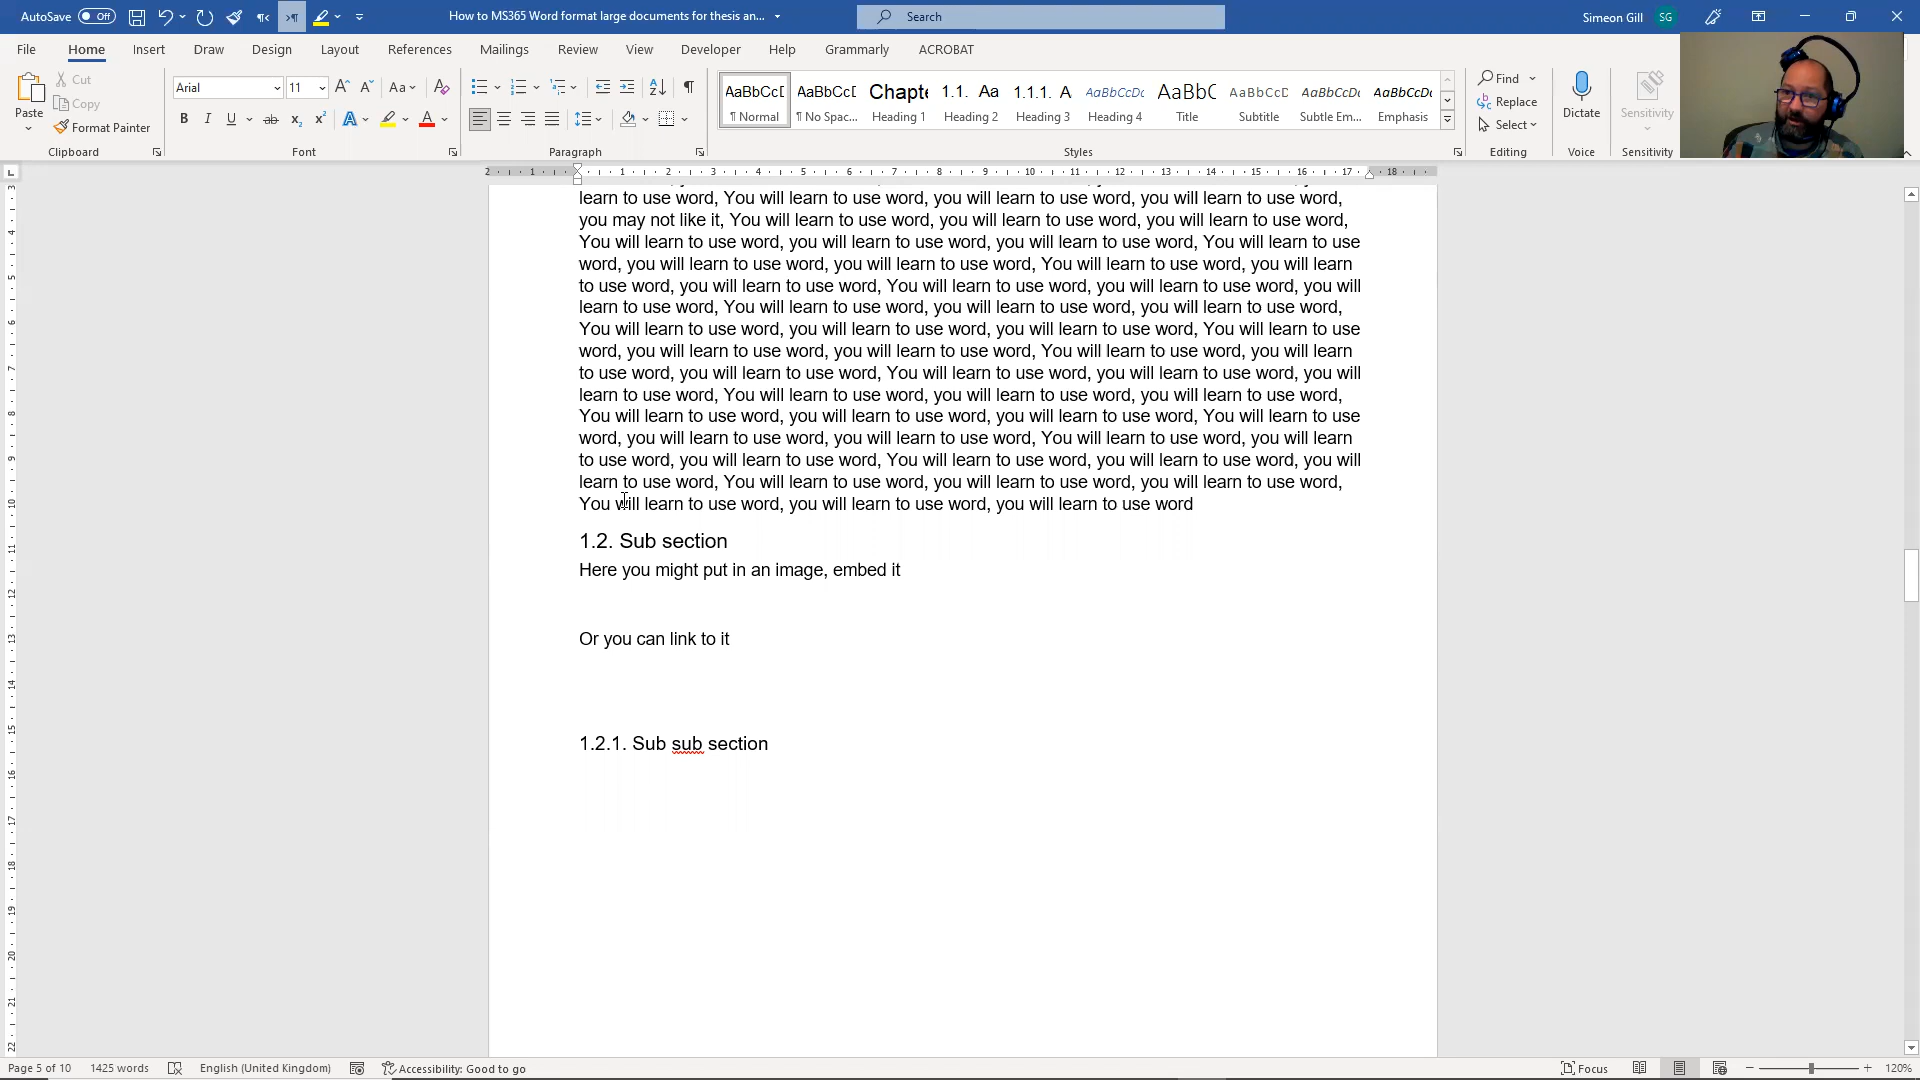 AutoSave Off How to MS365 Word format large documents for thesis an... Search Simeon Gill SG
File Home Insert Draw Design Layout References Mailings Review View Developer Help Grammarly ACROBAT
Paste Cut Copy Format Painter
Clipboard
Arial 11
Font
Paragraph
AaBbCcD AaBbCcD Chapte 1.1. Aa 1.1.1. A AaBbCcDc AaBbC AaBbCcD AaBbCcDc AaBbCcDc
¶ Normal ¶ No Spac... Heading 1 Heading 2 Heading 3 Heading 4 Title Subtitle Subtle Em... Emphasis
Styles
Find
Replace
Select
Editing
Dictate
Voice
Sensitivity
Sensitivity
learn to use word, You will learn to use word, you will learn to use word, you will learn to use word,
you may not like it, You will learn to use word, you will learn to use word, you will learn to use word,
You will learn to use word, you will learn to use word, you will learn to use word, You will learn to use
word, you will learn to use word, you will learn to use word, You will learn to use word, you will learn
to use word, you will learn to use word, You will learn to use word, you will learn to use word, you will
learn to use word, You will learn to use word, you will learn to use word, you will learn to use word,
You will learn to use word, you will learn to use word, you will learn to use word, You will learn to use
word, you will learn to use word, you will learn to use word, You will learn to use word, you will learn
to use word, you will learn to use word, You will learn to use word, you will learn to use word, you will
learn to use word, You will learn to use word, you will learn to use word, you will learn to use word,
You will learn to use word, you will learn to use word, you will learn to use word, You will learn to use
word, you will learn to use word, you will learn to use word, You will learn to use word, you will learn
to use word, you will learn to use word, You will learn to use word, you will learn to use word, you will
learn to use word, You will learn to use word, you will learn to use word, you will learn to use word,
You will learn to use word, you will learn to use word, you will learn to use word
1.2. Sub section
Here you might put in an image, embed it
Or you can link to it
1.2.1. Sub sub section
Page 5 of 10 1425 words English (United Kingdom) Accessibility: Good to go Focus 120%